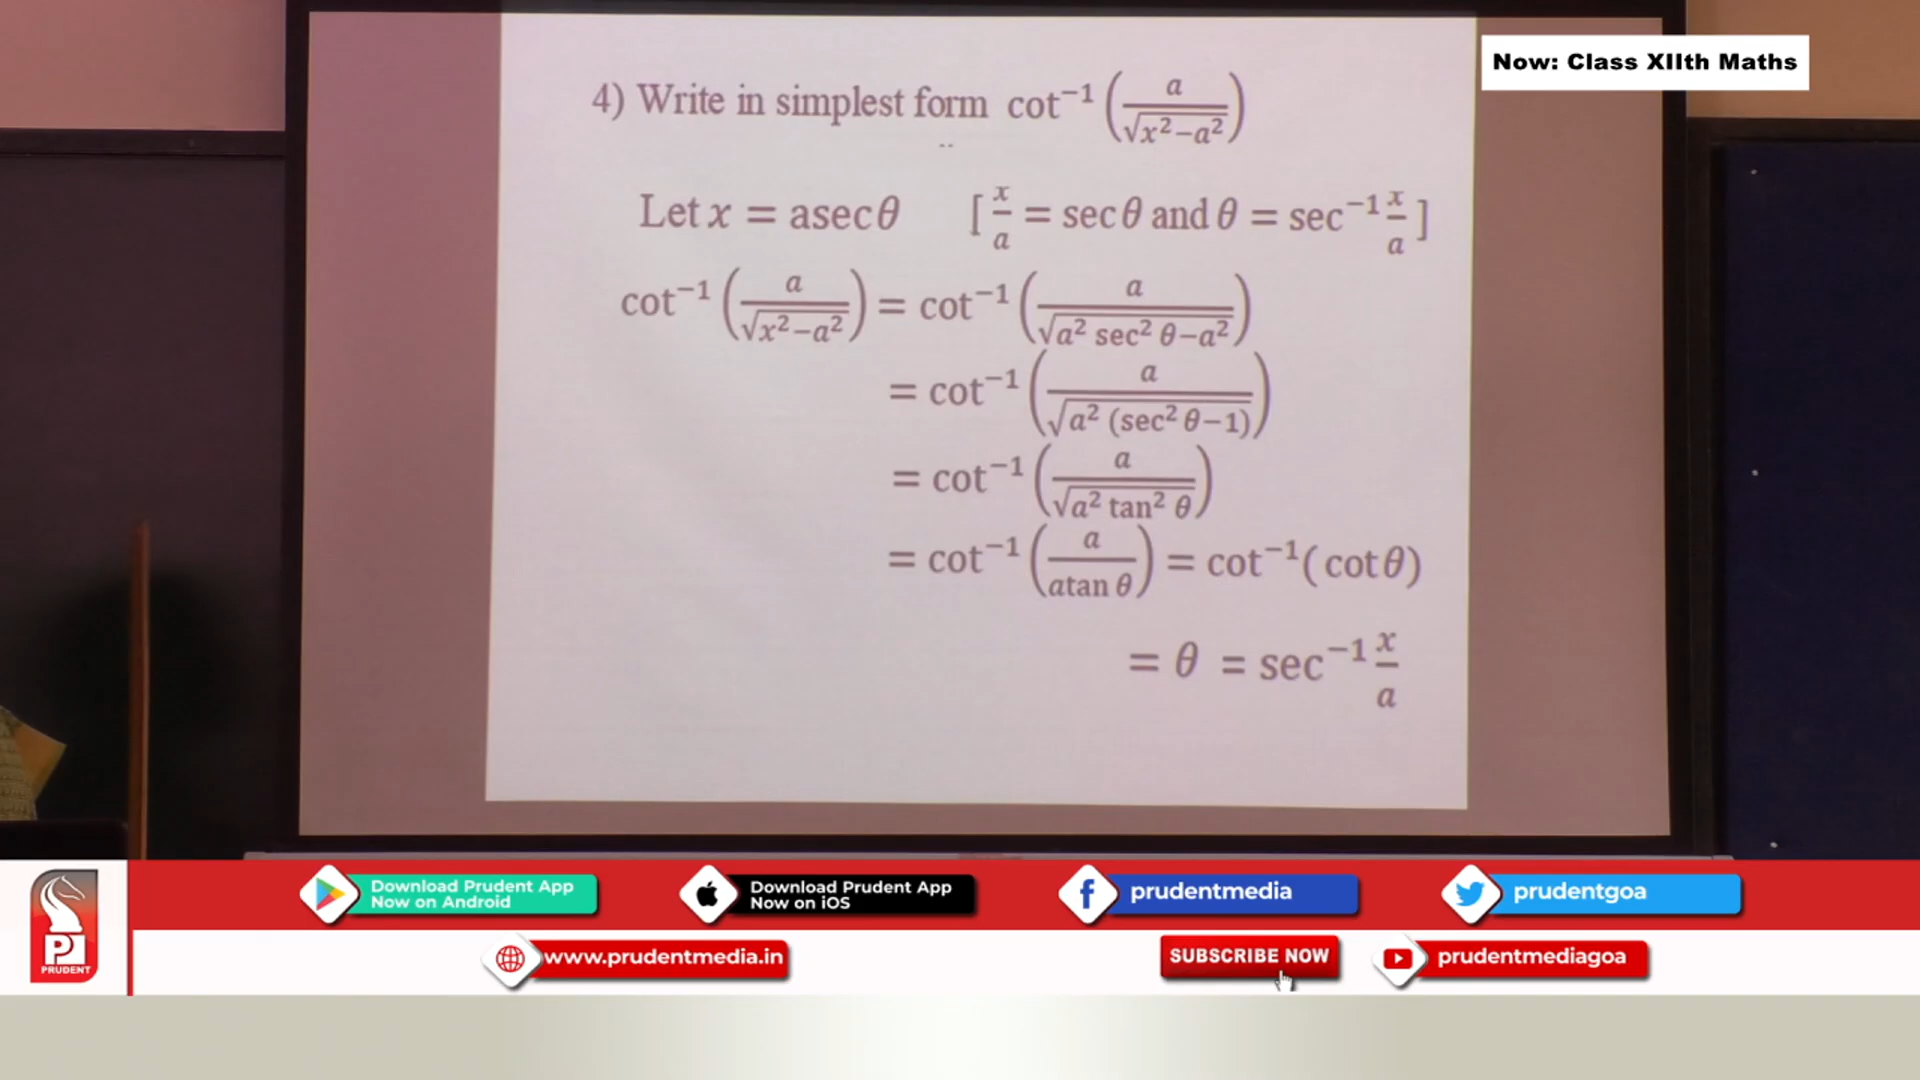 Now: Class XIIth Maths
4) Write in simplest form cot⁻¹ (a/√x²−a²)
Let x = asecθ [x/a = secθ and θ = sec⁻¹ x/a]
cot⁻¹ (a/√x²−a²) = cot⁻¹ (a/√a² sec² θ−a²)
= cot⁻¹ (a/√a² (sec² θ−1))
= cot⁻¹ (a/√a² tan² θ)
= cot⁻¹ (a/atan θ) = cot⁻¹( cotθ)
= θ = sec⁻¹ x/a
Download Prudent App
Now on Android
Download Prudent App
Now on iOS
prudentmedia
prudentgoa
PRUDENT
www.prudentmedia.in
SUBSCRIBE NOW
prudentmediagoa